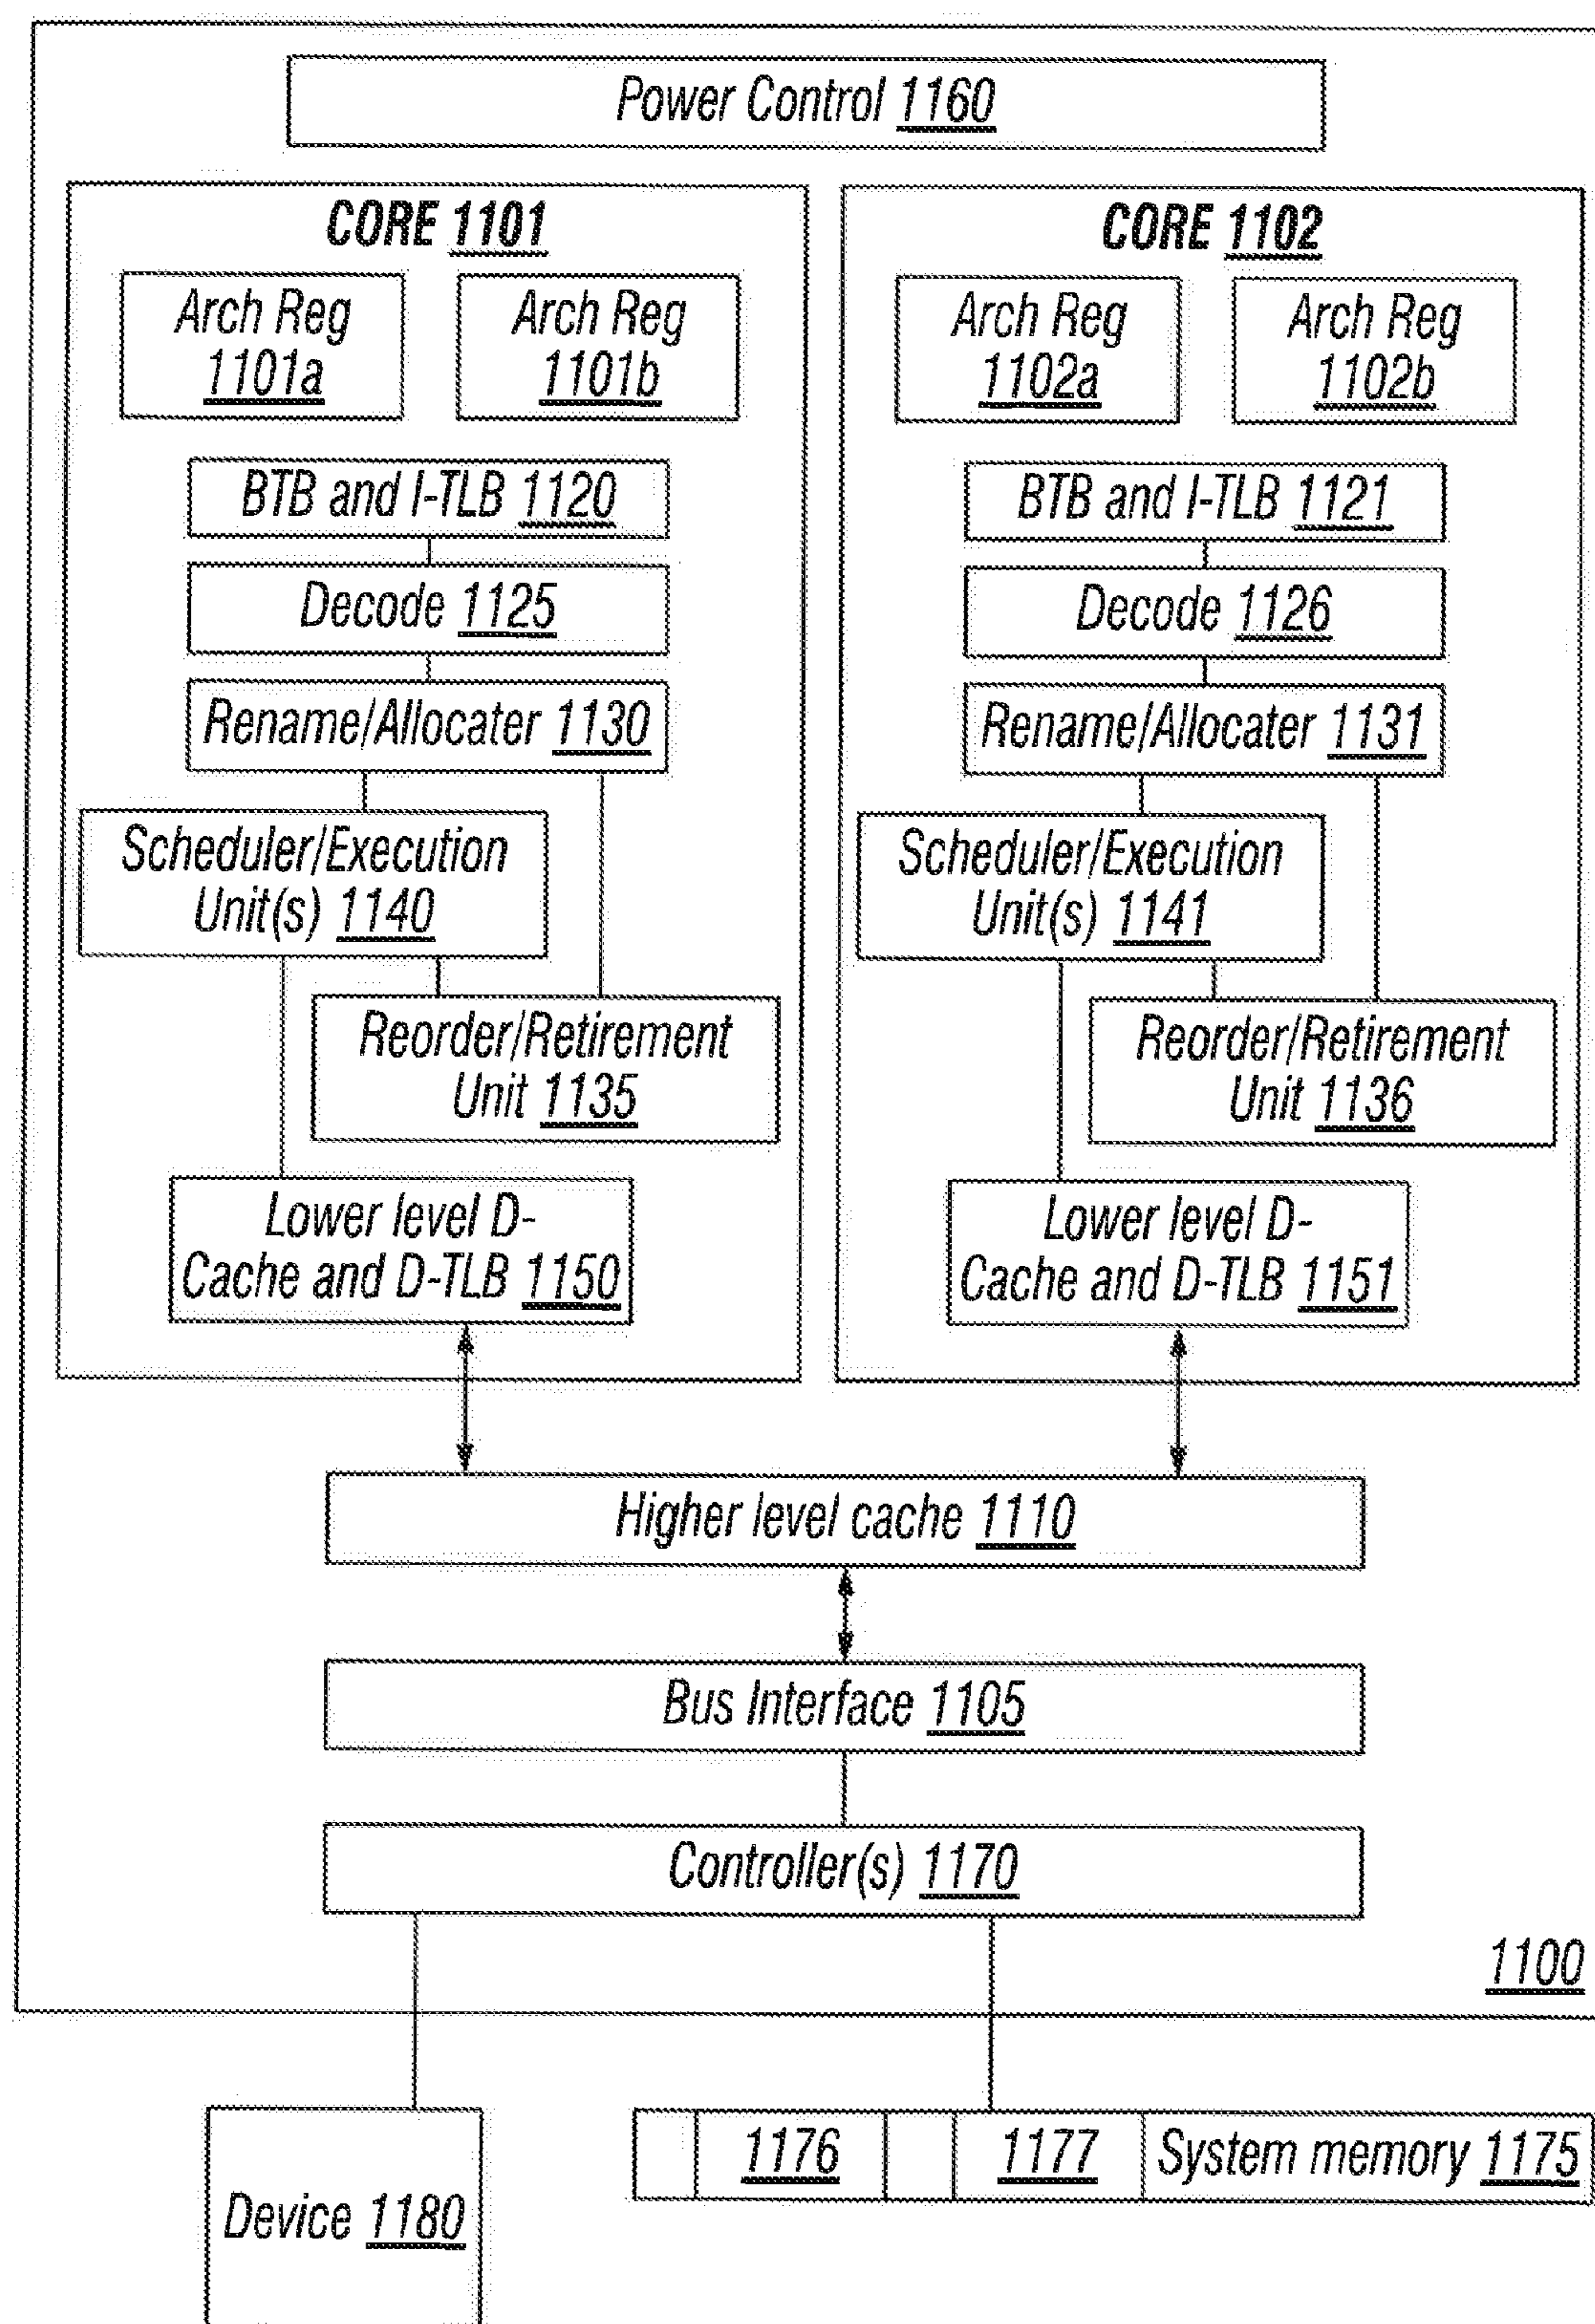 Power Control 1160
CORE 1101
Arch Reg
1101a
Arch Reg
1101b
BTB and I-TLB 1120
Decode 1125
Rename/Allocater 1130
Scheduler/Execution
Unit(s) 1140
Reorder/Retirement
Unit 1135
Lower level D-
Cache and D-TLB 1150
CORE 1102
Arch Reg
1102a
Arch Reg
1102b
BTB and I-TLB 1121
Decode 1126
Rename/Allocater 1131
Scheduler/Execution
Unit(s) 1141
Reorder/Retirement
Unit 1136
Lower level D-
Cache and D-TLB 1151
Higher level cache 1110
Bus Interface 1105
Controller(s) 1170
1100
Device 1180
1176
1177
System memory 1175